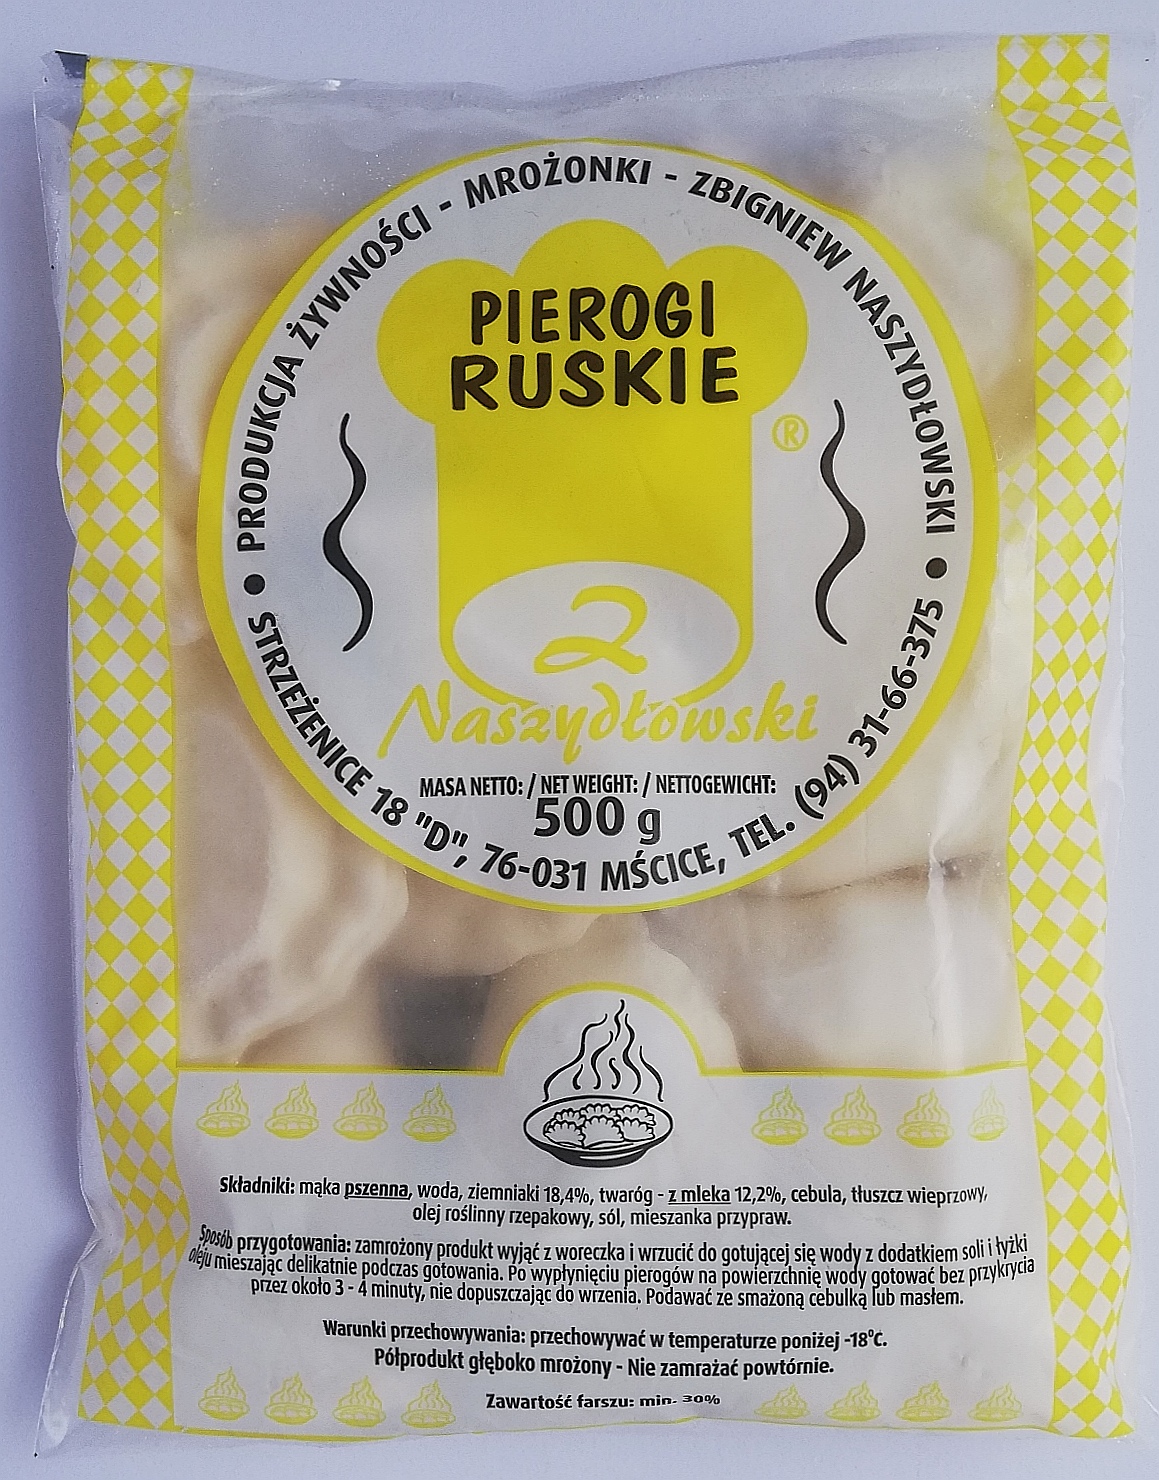 • PRODUKCJA ŻYWNOŚCI - MROŻONKI - ZBIGNIEW NASZYDŁOWSKI •
PIEROGI
RUSKIE
®
2
Naszydłowski
MASA NETTO: / NET WEIGHT: / NETTOGEWICHT:
500 g
STRZEŻENICE 18 "D", 76-031 MŚCICE, TEL. (94) 31-66-375
Składniki: mąka pszenna, woda, ziemniaki 18,4%, twaróg - z mleka 12,2%, cebula, tłuszcz wieprzowy,
olej roślinny rzepakowy, sól, mieszanka przypraw.
Sposób przygotowania: zamrożony produkt wyjąć z woreczka i wrzucić do gotującej się wody z dodatkiem soli i łyżki
oleju mieszając delikatnie podczas gotowania. Po wypłynięciu pierogów na powierzchnię wody gotować bez przykrycia
przez około 3 - 4 minuty, nie dopuszczając do wrzenia. Podawać ze smażoną cebulką lub masłem.
Warunki przechowywania: przechowywać w temperaturze poniżej -18°C.
Półprodukt głęboko mrożony - Nie zamrażać powtórnie.
Zawartość farszu: min. 30%